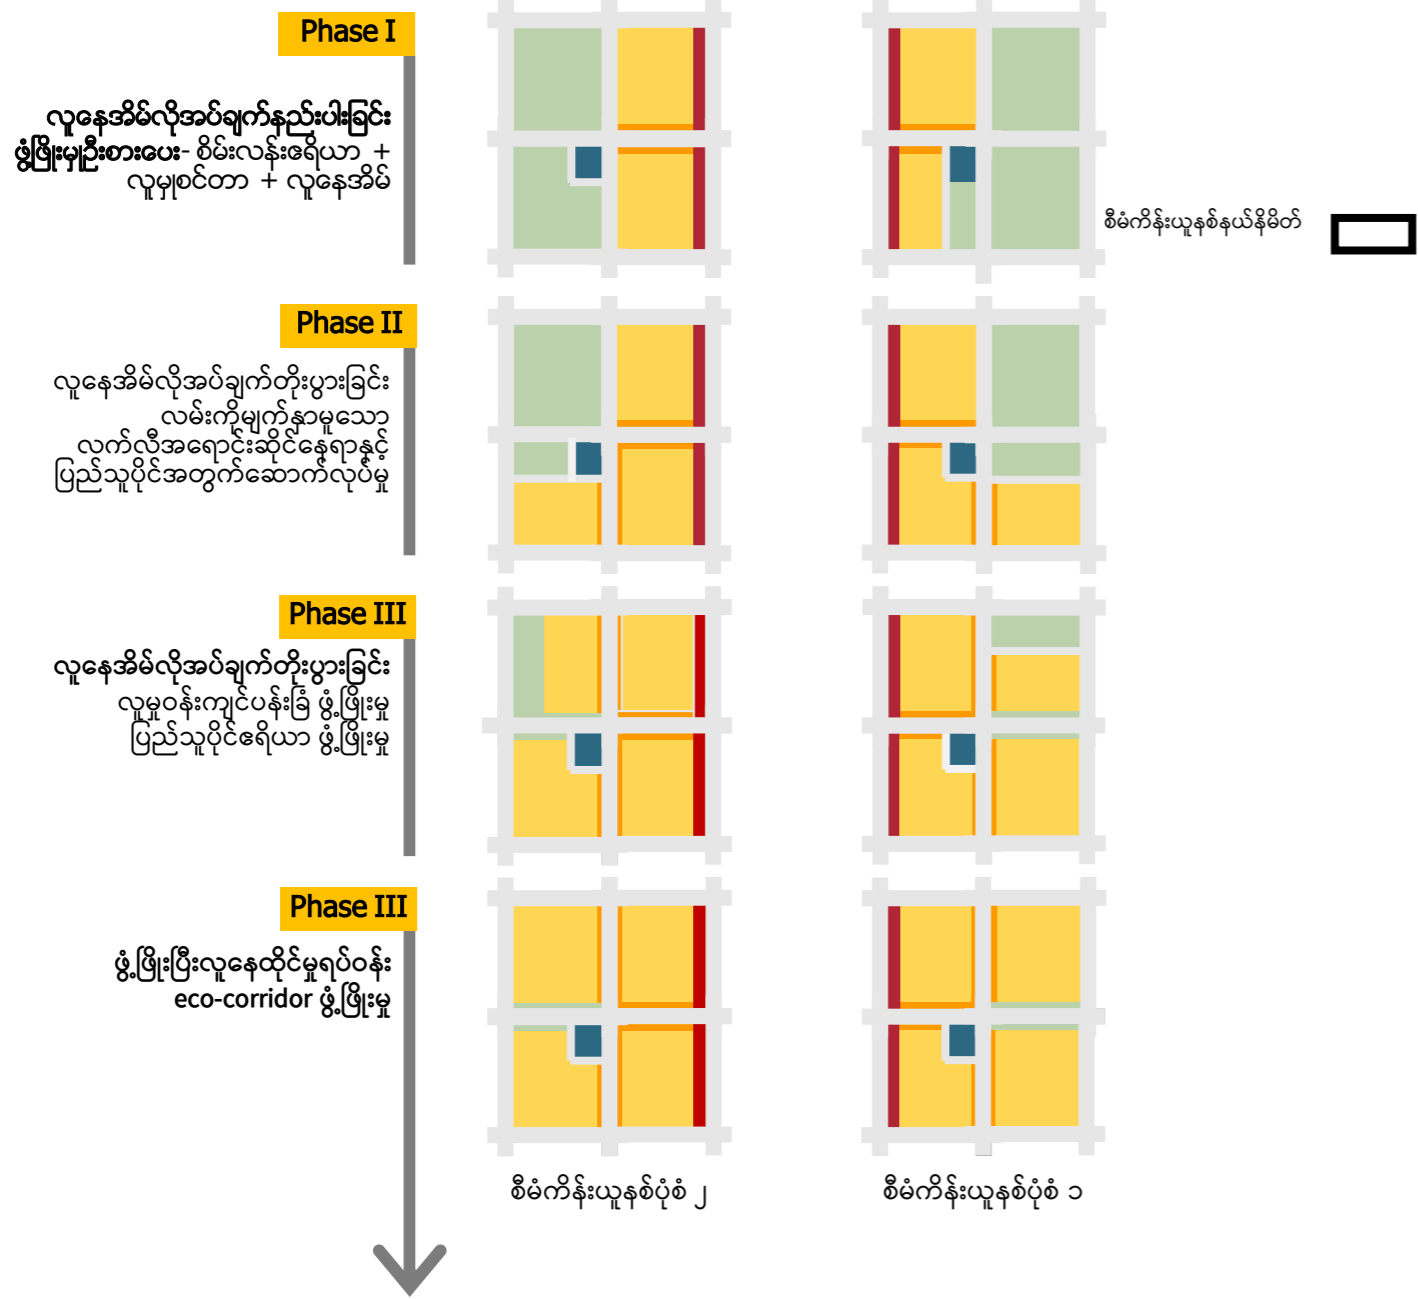 Phase I
လူနေအိမ်လိုအပ်ချက်နည်းပါးခြင်း
ဖွံ့ဖြိုးမှုဦးစားပေး- စိမ်းလန်းဧရိယာ +
လူမှုစင်တာ + လူနေအိမ်
စီမံကိန်းယူနစ်နယ်နိမိတ်
Phase II
လူနေအိမ်လိုအပ်ချက်တိုးပွားခြင်း
လမ်းကိုမျက်နှာမူသော
လက်လီအရောင်းဆိုင်နေရာနှင့်
ပြည်သူပိုင်အတွက်ဆောက်လုပ်မှု
Phase III
လူနေအိမ်လိုအပ်ချက်တိုးပွားခြင်း
လူမှုဝန်းကျင်ပန်းခြံ ဖွံ့ဖြိုးမှု
ပြည်သူပိုင်ဧရိယာ ဖွံ့ဖြိုးမှု
Phase III
ဖွံ့ဖြိုးပြီးလူနေထိုင်မှုရပ်ဝန်း
eco-corridor ဖွံ့ဖြိုးမှု
စီမံကိန်းယူနစ်ပုံစံ ၂
စီမံကိန်းယူနစ်ပုံစံ ၁